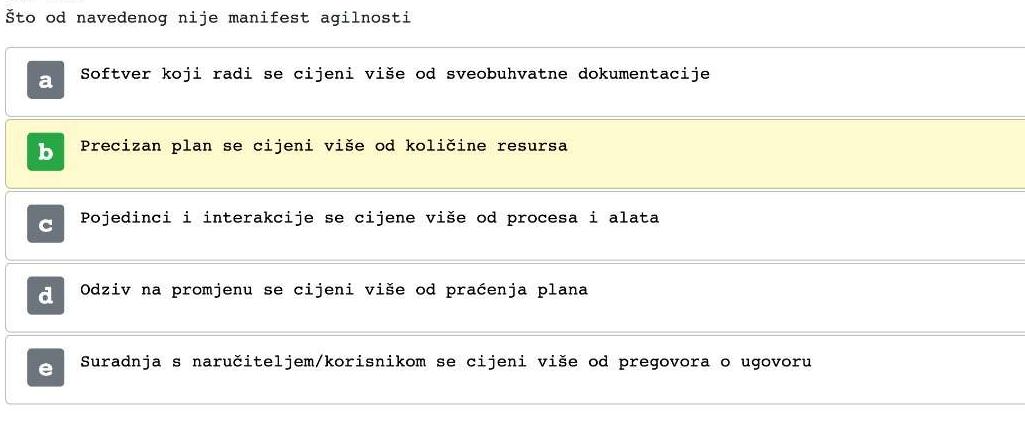 Što od navedenog nije manifest agilnosti
a Softver koji radi se cijeni više od sveobuhvatne dokumentacije
b Precizan plan se cijeni više od količine resursa
c Pojedinci i interakcije se cijene više od procesa i alata
d Odziv na promjenu se cijeni više od praćenja plana
e Suradnja s naručiteljem/korisnikom se cijeni više od pregovora o ugovoru